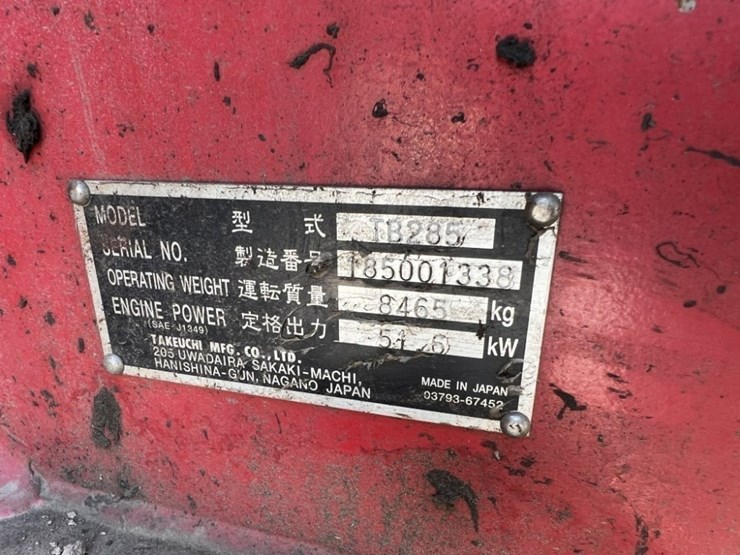 MODEL 型 式 TB285
SERIAL NO. 製造番号 185001338
OPERATING WEIGHT 運転質量 8465 kg
ENGINE POWER 定格出力 51.6 kW
(SAE-J1349)
TAKEUCHI MFG. CO., LTD.
205 UWADAIRA, SAKAKI-MACHI,
HANISHINA-GUN, NAGANO JAPAN
MADE IN JAPAN
03793-67452